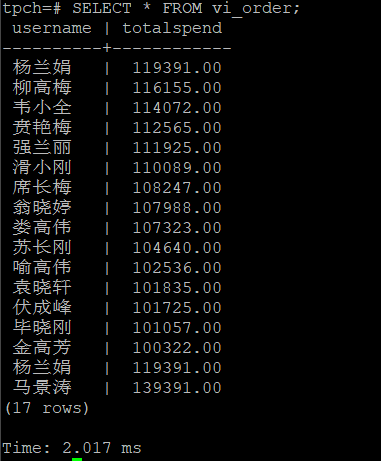 tpch=# SELECT * FROM vi_order;
username | totalspend
----------+------------
杨兰娟 | 119391.00
柳高梅 | 116155.00
韦小全 | 114072.00
贲艳梅 | 112565.00
强兰丽 | 111925.00
滑小刚 | 110089.00
席长梅 | 108247.00
翁晓婷 | 107988.00
娄高伟 | 107323.00
苏长刚 | 104640.00
喻高伟 | 102536.00
袁晓轩 | 101835.00
伏成峰 | 101725.00
毕晓刚 | 101057.00
金高芳 | 100322.00
杨兰娟 | 119391.00
马景涛 | 139391.00
(17 rows)
Time: 2.017 ms